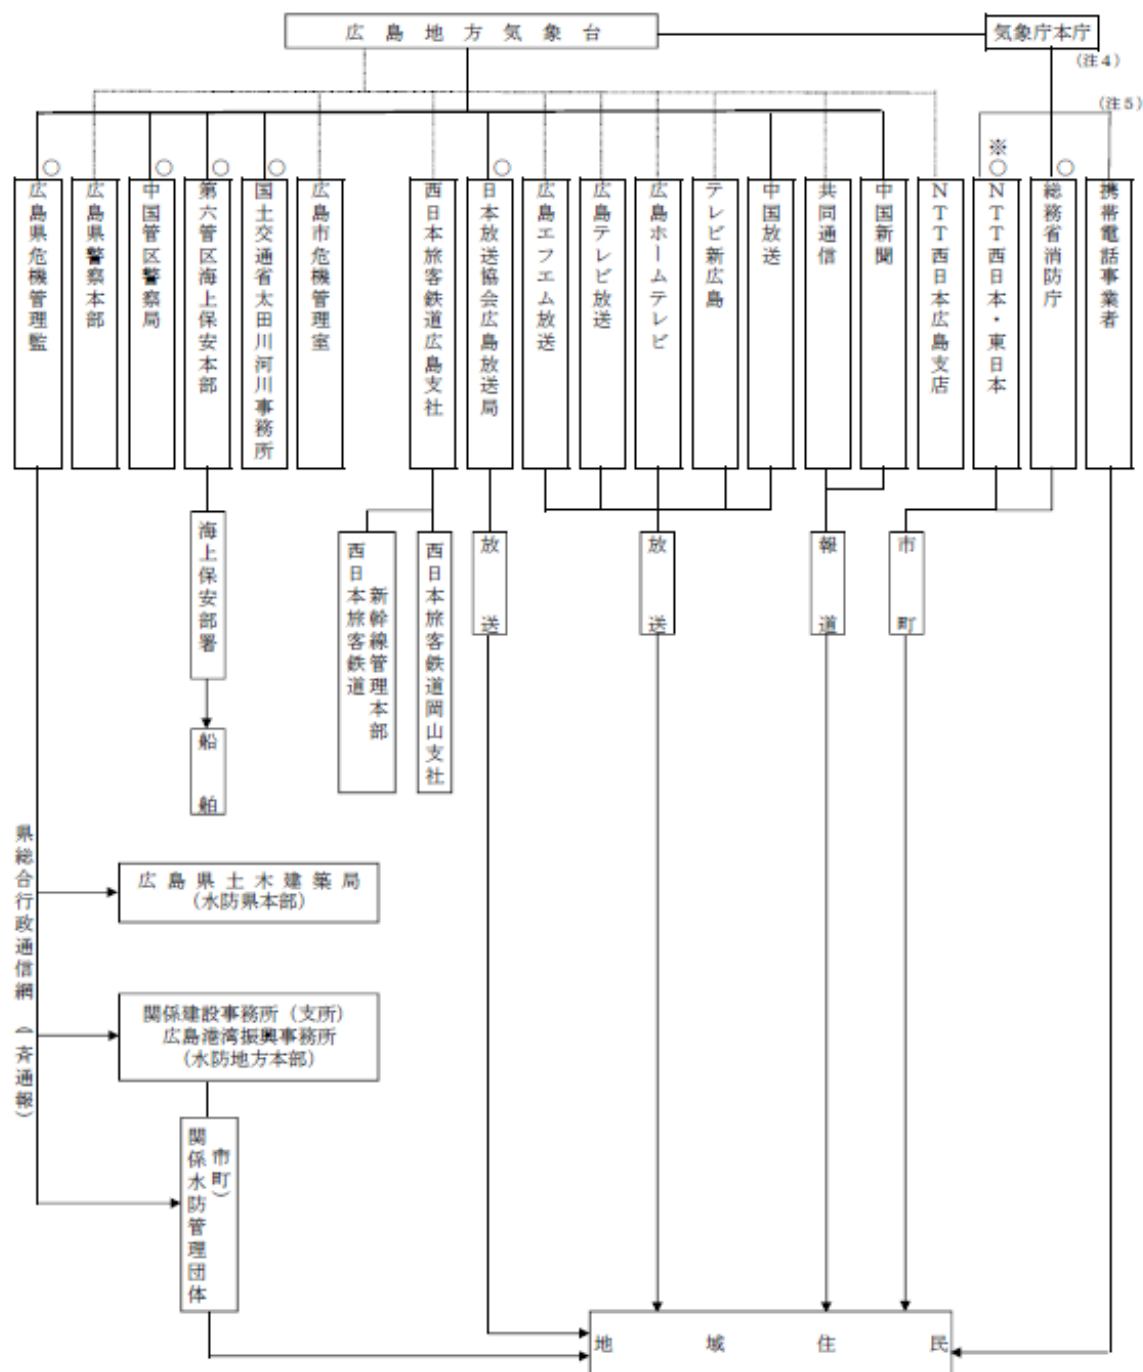 広島地方気象台
気象庁本庁
(注4)
(注5)
○
○
○
○
○
※
○
○
広島県危機管理監
広島県警察本部
中国管区警察局
第六管区海上保安本部
国土交通省太田川河川事務所
広島市危機管理室
西日本旅客鉄道広島支社
日本放送協会広島放送局
広島エフエム放送
広島テレビ放送
広島ホームテレビ
テレビ新広島
中国放送
共同通信
中国新聞
NTT西日本広島支店
NTT西日本・東日本
総務省消防庁
携帯電話事業者
海上保安部署
船舶
西日本旅客鉄道
新幹線管理本部
西日本旅客鉄道岡山支社
放送
放送
報道
市町
県総合行政通信網(一斉通報)
広島県土木建築局
(水防県本部)
関係建設事務所(支所)
広島港湾振興事務所
(水防地方本部)
市町)
関係水防管理団体
地域住民